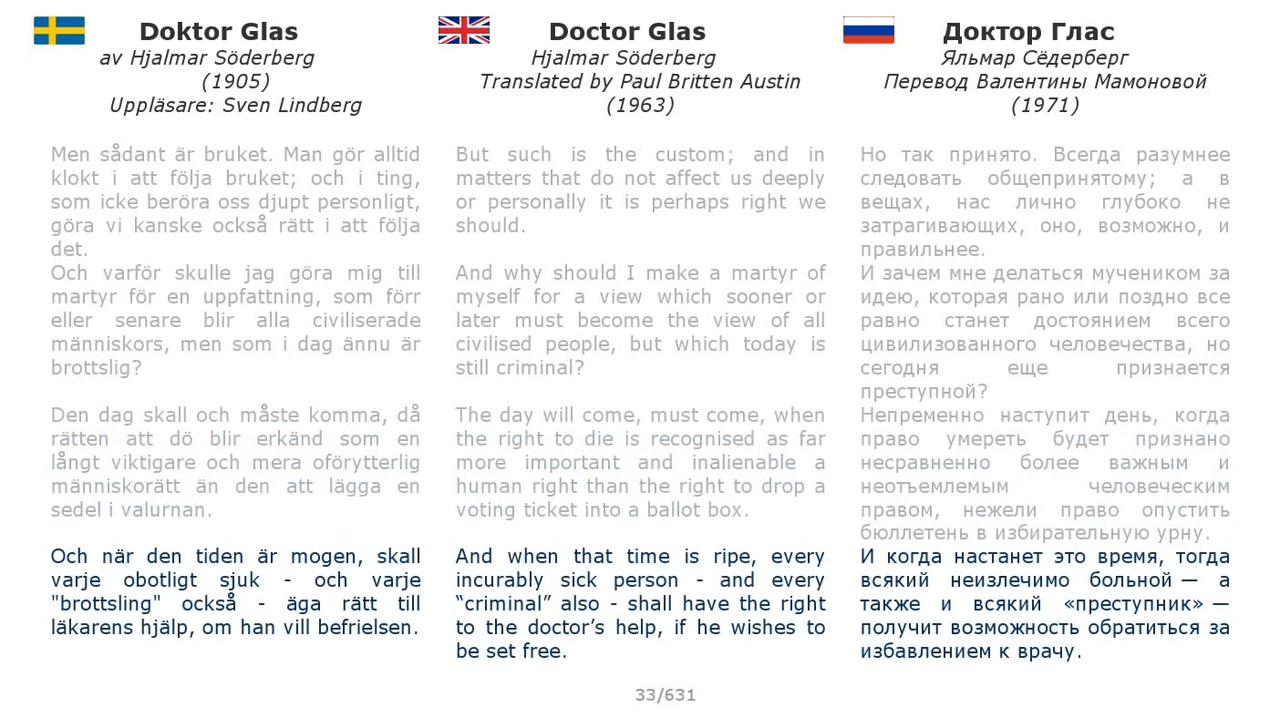 Doktor Glas
av Hjalmar Söderberg
(1905)
Uppläsare: Sven Lindberg
Men sådant är bruket. Man gör alltid
klokt i att följa bruket; och i ting,
som icke beröra oss djupt personligt,
göra vi kanske också rätt i att följa
det.
Och varför skulle jag göra mig till
martyr för en uppfattning, som förr
eller senare blir alla civiliserade
människors, men som i dag ännu är
brottslig?
Den dag skall och måste komma, då
rätten att dö blir erkänd som en
långt viktigare och mera oförytterlig
människorätt än den att lägga en
sedel i valurnan.
Och när den tiden är mogen, skall
varje obotligt sjuk - och varje
"brottsling" också - äga rätt till
läkarens hjälp, om han vill befrielsen.
Doctor Glas
Hjalmar Söderberg
Translated by Paul Britten Austin
(1963)
But such is the custom; and in
matters that do not affect us deeply
or personally it is perhaps right we
should.
And why should I make a martyr of
myself for a view which sooner or
later must become the view of all
civilised people, but which today is
still criminal?
The day will come, must come, when
the right to die is recognised as far
more important and inalienable a
human right than the right to drop a
voting ticket into a ballot box.
And when that time is ripe, every
incurably sick person - and every
“criminal” also - shall have the right
to the doctor’s help, if he wishes to
be set free.
Доктор Глас
Яльмар Сёдерберг
Перевод Валентины Мамоновой
(1971)
Но так принято. Всегда разумнее
следовать общепринятому; а в
вещах, нас лично глубоко не
затрагивающих, оно, возможно, и
правильнее.
И зачем мне делаться мучеником за
идею, которая рано или поздно все
равно станет достоянием всего
цивилизованного человечества, но
сегодня еще признается
преступной?
Непременно наступит день, когда
право умереть будет признано
несравненно более важным и
неотъемлемым человеческим
правом, нежели право опустить
бюллетень в избирательную урну.
И когда настанет это время, тогда
всякий неизлечимо больной — а
также и всякий «преступник» —
получит возможность обратиться за
избавлением к врачу.
33/631